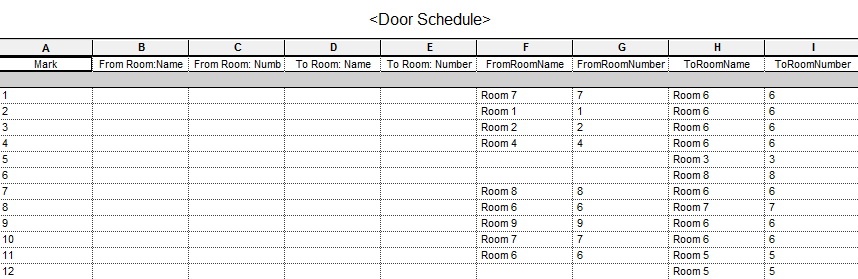 <Door Schedule>
A B C D E F G H I
Mark From Room:Name From Room: Numb To Room: Name To Room: Number FromRoomName FromRoomNumber ToRoomName ToRoomNumber
1 Room 7 7 Room 6 6
2 Room 1 1 Room 6 6
3 Room 2 2 Room 6 6
4 Room 4 4 Room 6 6
5 Room 3 3
6 Room 8 8
7 Room 8 8 Room 6 6
8 Room 6 6 Room 7 7
9 Room 9 9 Room 6 6
10 Room 7 7 Room 6 6
11 Room 6 6 Room 5 5
12 Room 5 5